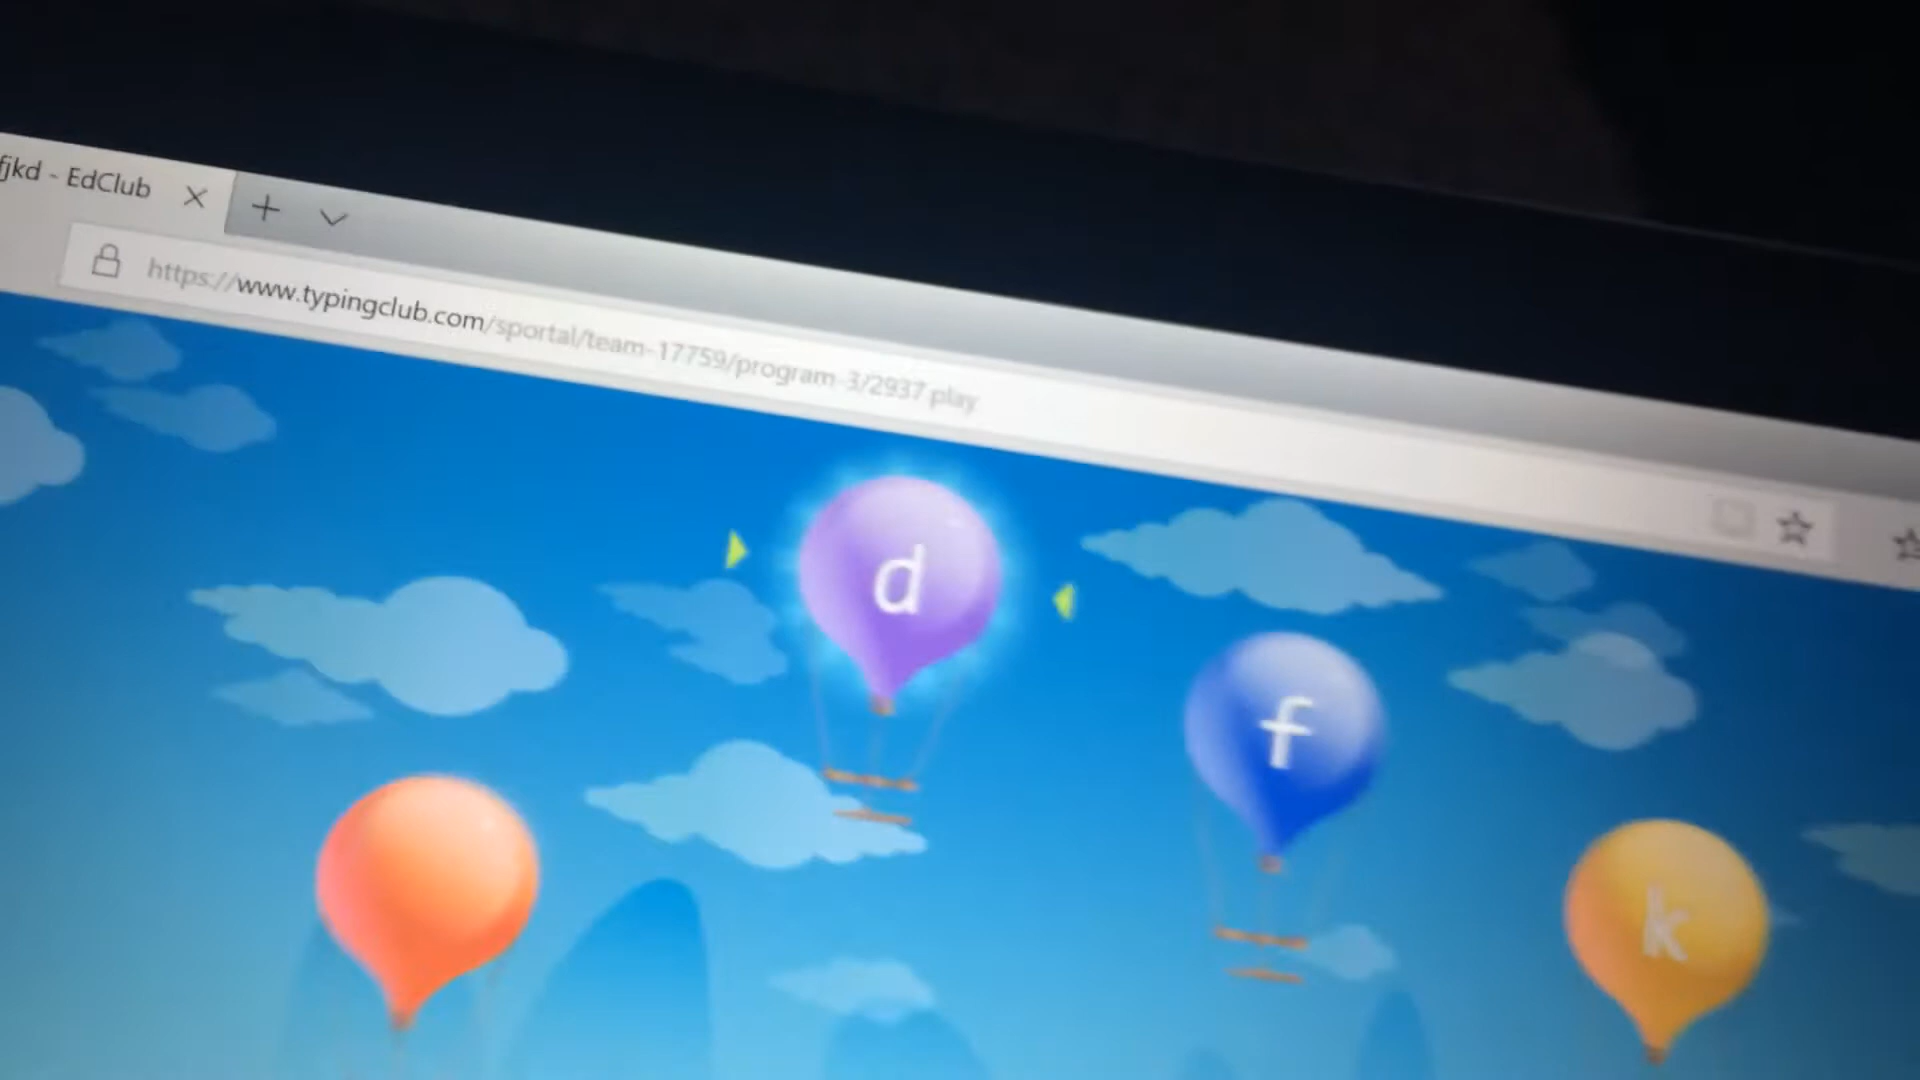 fjkd - EdClub
https://www.typingclub.com/sportal/team-17759/program-3/2937.play
d
f
k